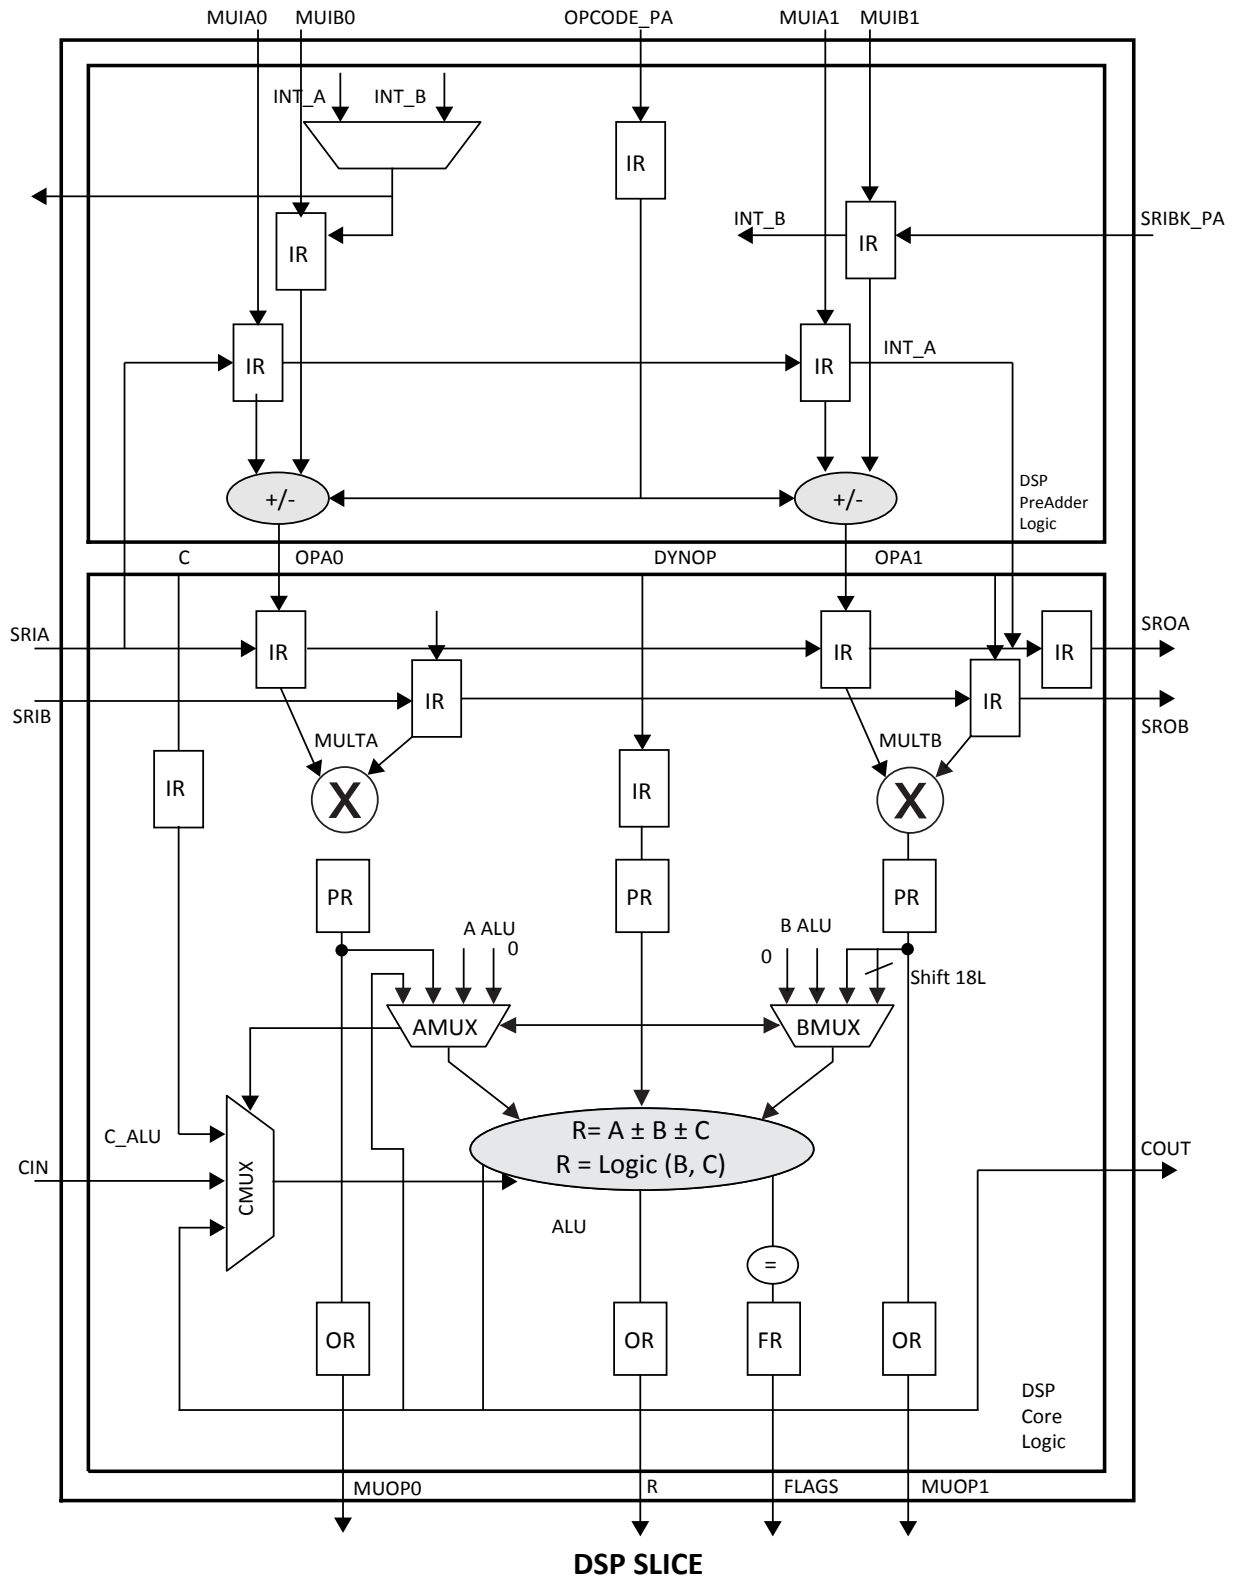 MUIA0 MUIB0 OPCODE_PA MUIA1 MUIB1
INT_A INT_B
IR
INT_B IR SRIBK_PA
IR
IR IR INT_A
+/- +/-
DSP
PreAdder
Logic
C OPA0 DYNOP OPA1
SRIA IR IR IR SROA
SRIB IR IR SROB
MULTA MULTB
IR X IR X
PR PR PR
A ALU 0 B ALU
0
Shift 18L
AMUX BMUX
R= A ± B ± C
R = Logic (B, C)
C_ALU
CIN CMUX COUT
ALU
=
OR OR FR OR
DSP
Core
Logic
MUOP0 R FLAGS MUOP1
DSP SLICE